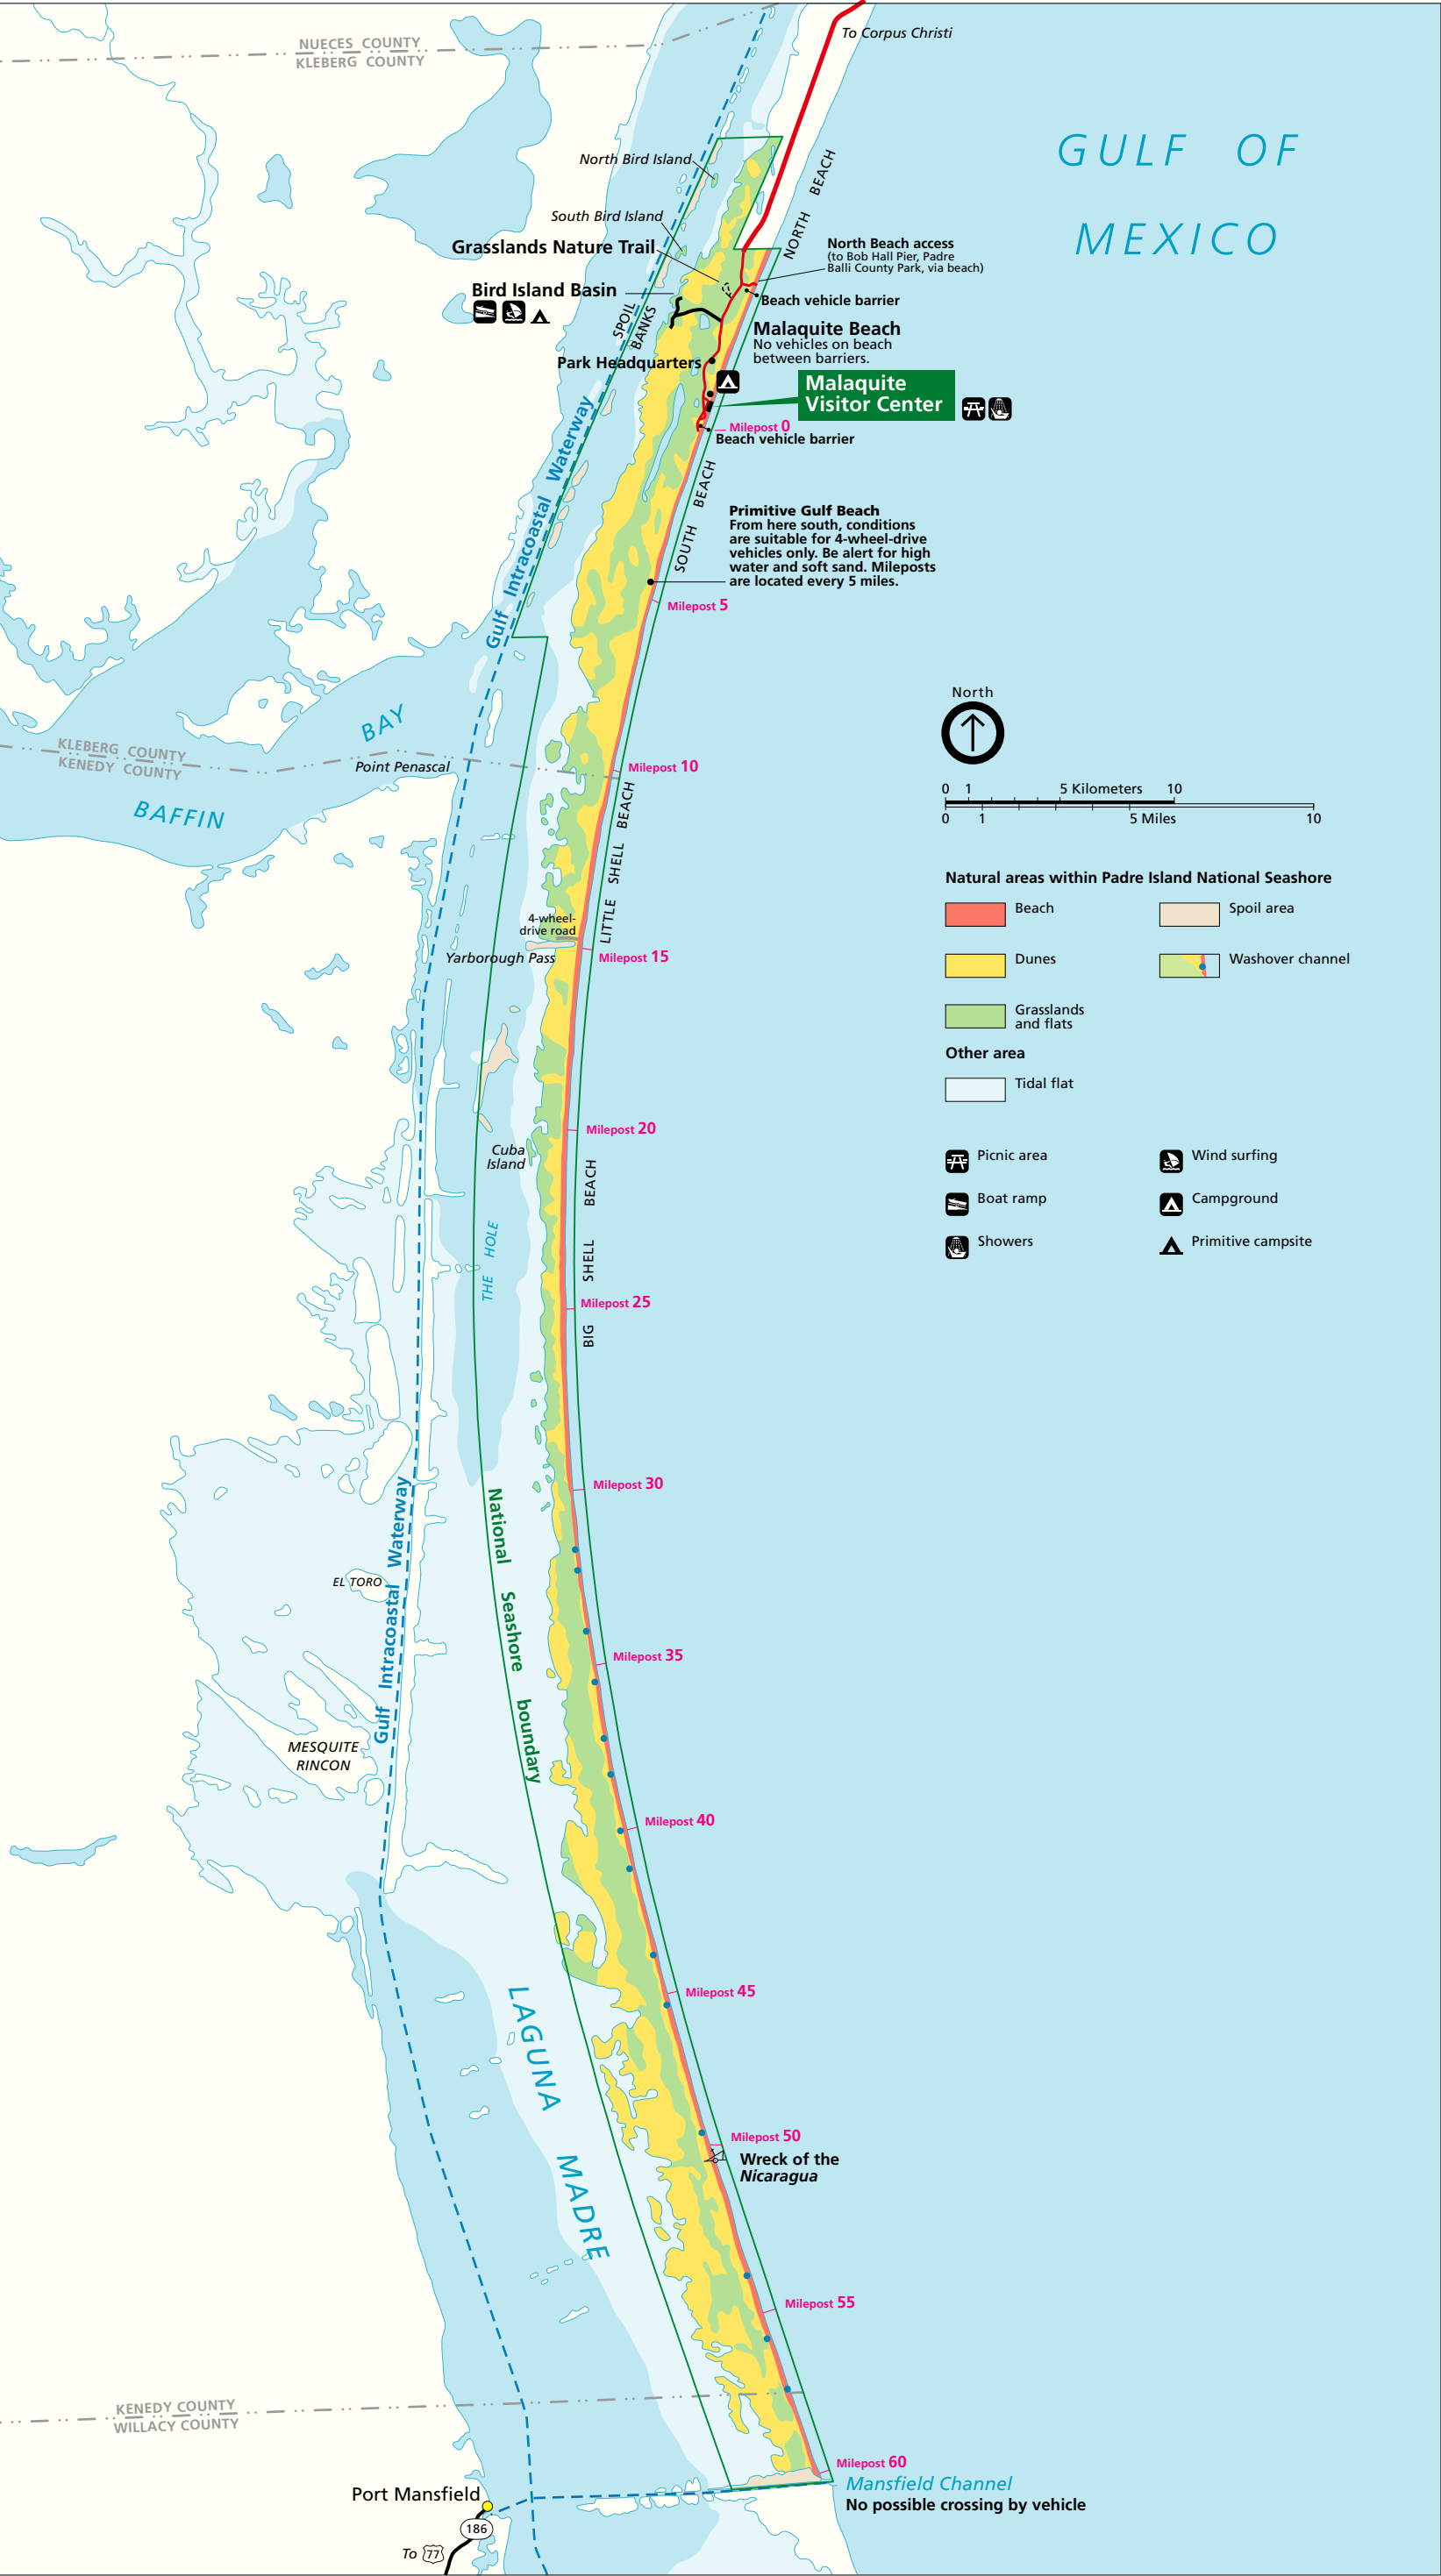 To Corpus Christi
NUECES COUNTY
KLEBERG COUNTY
GULF OF
MEXICO
North Bird Island
NORTH BEACH
South Bird Island
Grasslands Nature Trail
North Beach access
(to Bob Hall Pier, Padre
Balli County Park, via beach)
Bird Island Basin
Beach vehicle barrier
SPOIL
BANKS
Malaquite Beach
No vehicles on beach
between barriers.
Park Headquarters
Malaquite
Visitor Center
Milepost 0
Beach vehicle barrier
Gulf Intracoastal Waterway
SOUTH BEACH
Primitive Gulf Beach
From here south, conditions
are suitable for 4-wheel-drive
vehicles only. Be alert for high
water and soft sand. Mileposts
are located every 5 miles.
Milepost 5
North
BAY
KLEBERG COUNTY
KENEDY COUNTY
Point Penascal
Milepost 10
BAFFIN
0 1 5 Kilometers 10
0 1 5 Miles 10
LITTLE SHELL BEACH
Natural areas within Padre Island National Seashore
Beach
Spoil area
4-wheel-
drive road
Yarborough Pass
Milepost 15
Dunes
Washover channel
Grasslands
and flats
Other area
Tidal flat
Milepost 20
Cuba
Island
Picnic area
Wind surfing
Boat ramp
Campground
Showers
Primitive campsite
THE HOLE
BIG SHELL BEACH
Milepost 25
Milepost 30
National Seashore boundary
Gulf Intracoastal Waterway
EL TORO
Milepost 35
MESQUITE
RINCON
Milepost 40
Milepost 45
LAGUNA MADRE
Milepost 50
Wreck of the
Nicaragua
Milepost 55
KENEDY COUNTY
WILLACY COUNTY
Milepost 60
Mansfield Channel
No possible crossing by vehicle
Port Mansfield
186
To 77